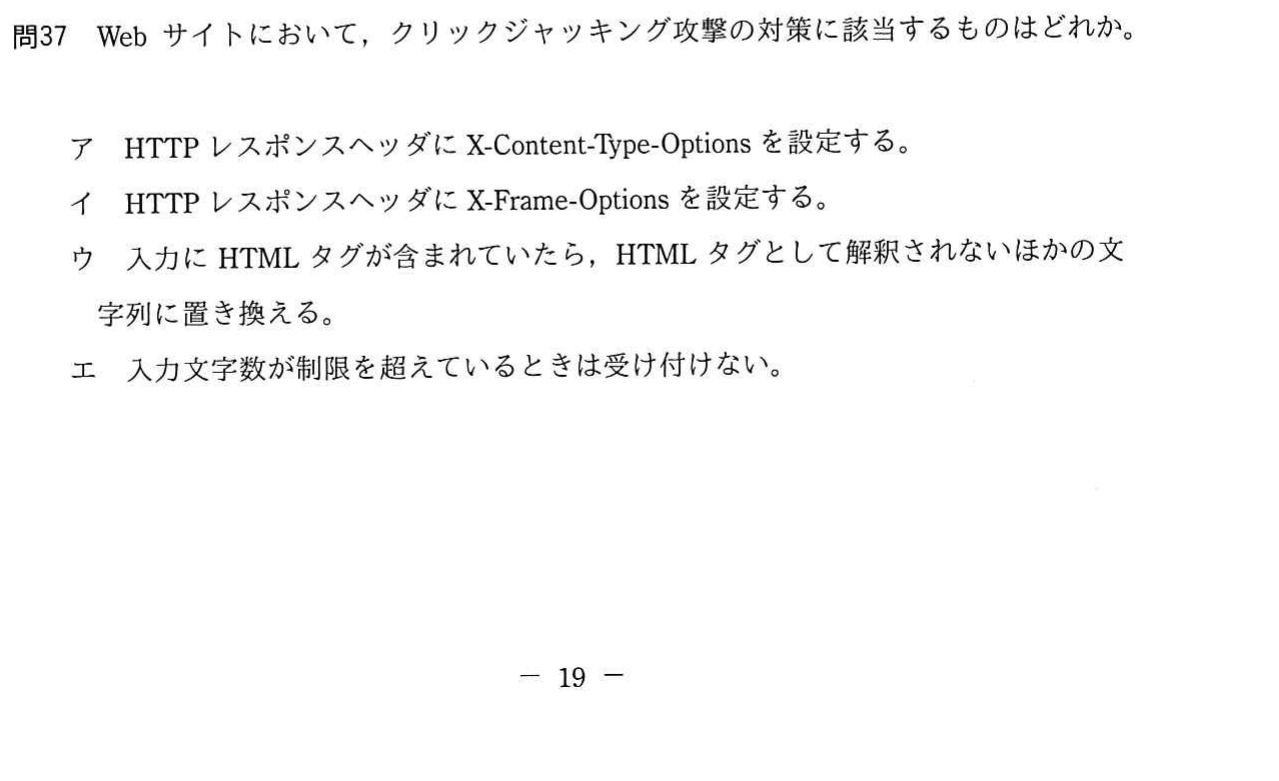 問37 Web サイトにおいて，クリックジャッキング攻撃の対策に該当するものはどれか。
ア HTTP レスポンスヘッダに X-Content-Type-Options を設定する。
イ HTTP レスポンスヘッダに X-Frame-Options を設定する。
ウ 入力に HTML タグが含まれていたら，HTML タグとして解釈されないほかの文
字列に置き換える。
エ 入力文字数が制限を超えているときは受け付けない。
－ 19 －